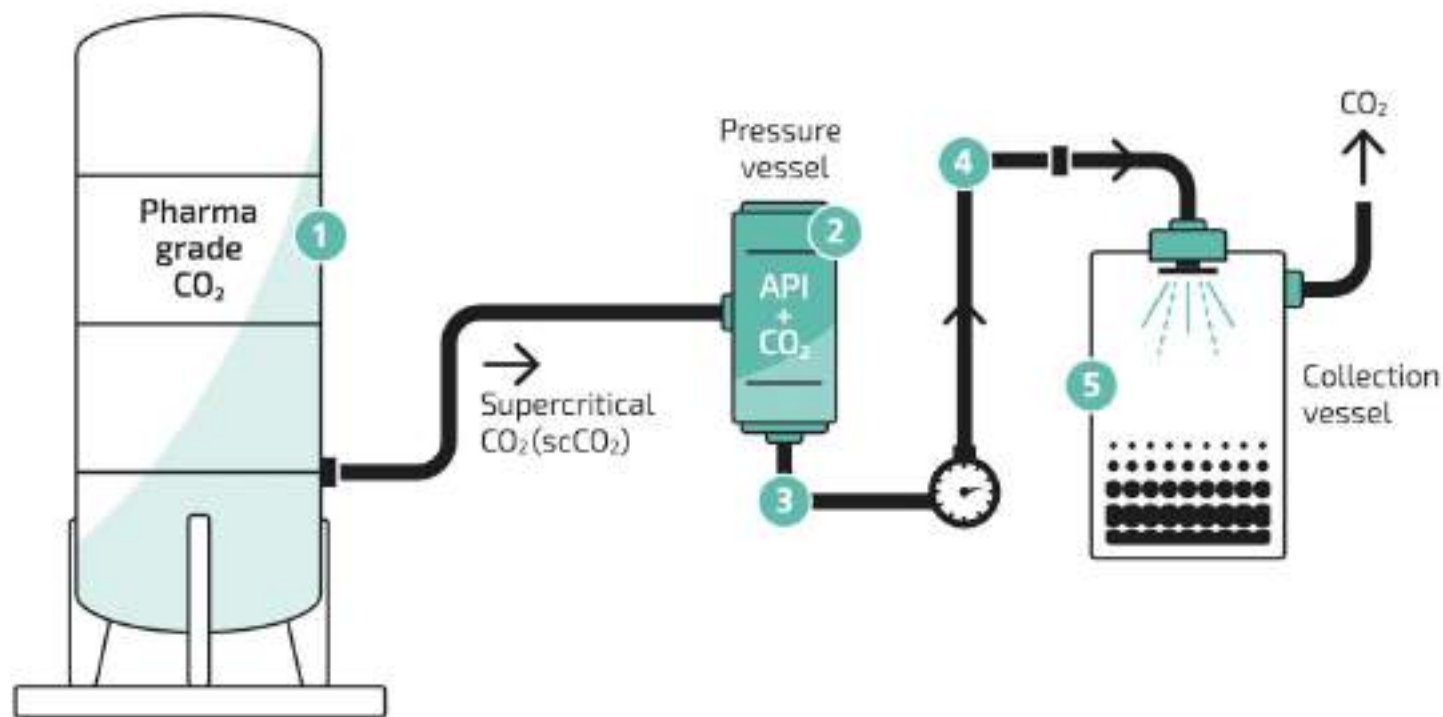 Pharma
grade
CO₂
1
Supercritical
CO₂(scCO₂)
Pressure
vessel
2
API
+
CO₂
3
4
CO₂
5
Collection
vessel